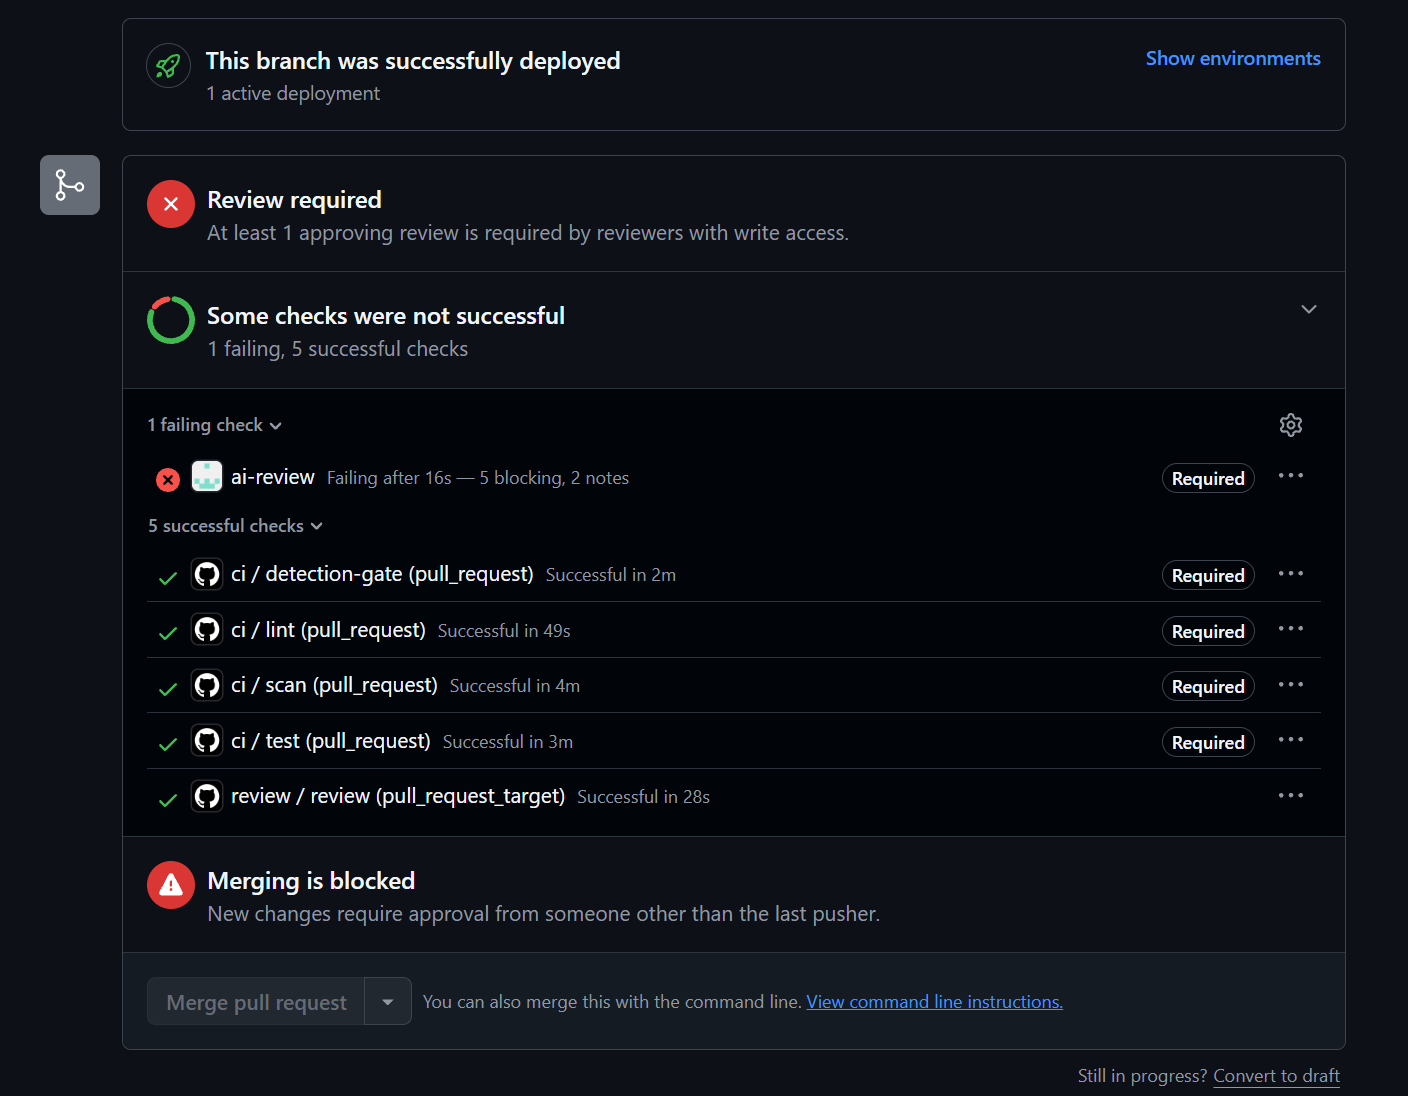 This branch was successfully deployed
Show environments
1 active deployment
Review required
At least 1 approving review is required by reviewers with write access.
Some checks were not successful
1 failing, 5 successful checks
1 failing check
ai-review Failing after 16s — 5 blocking, 2 notes Required
5 successful checks
ci / detection-gate (pull_request) Successful in 2m Required
ci / lint (pull_request) Successful in 49s Required
ci / scan (pull_request) Successful in 4m Required
ci / test (pull_request) Successful in 3m Required
review / review (pull_request_target) Successful in 28s
Merging is blocked
New changes require approval from someone other than the last pusher.
Merge pull request You can also merge this with the command line. View command line instructions.
Still in progress? Convert to draft